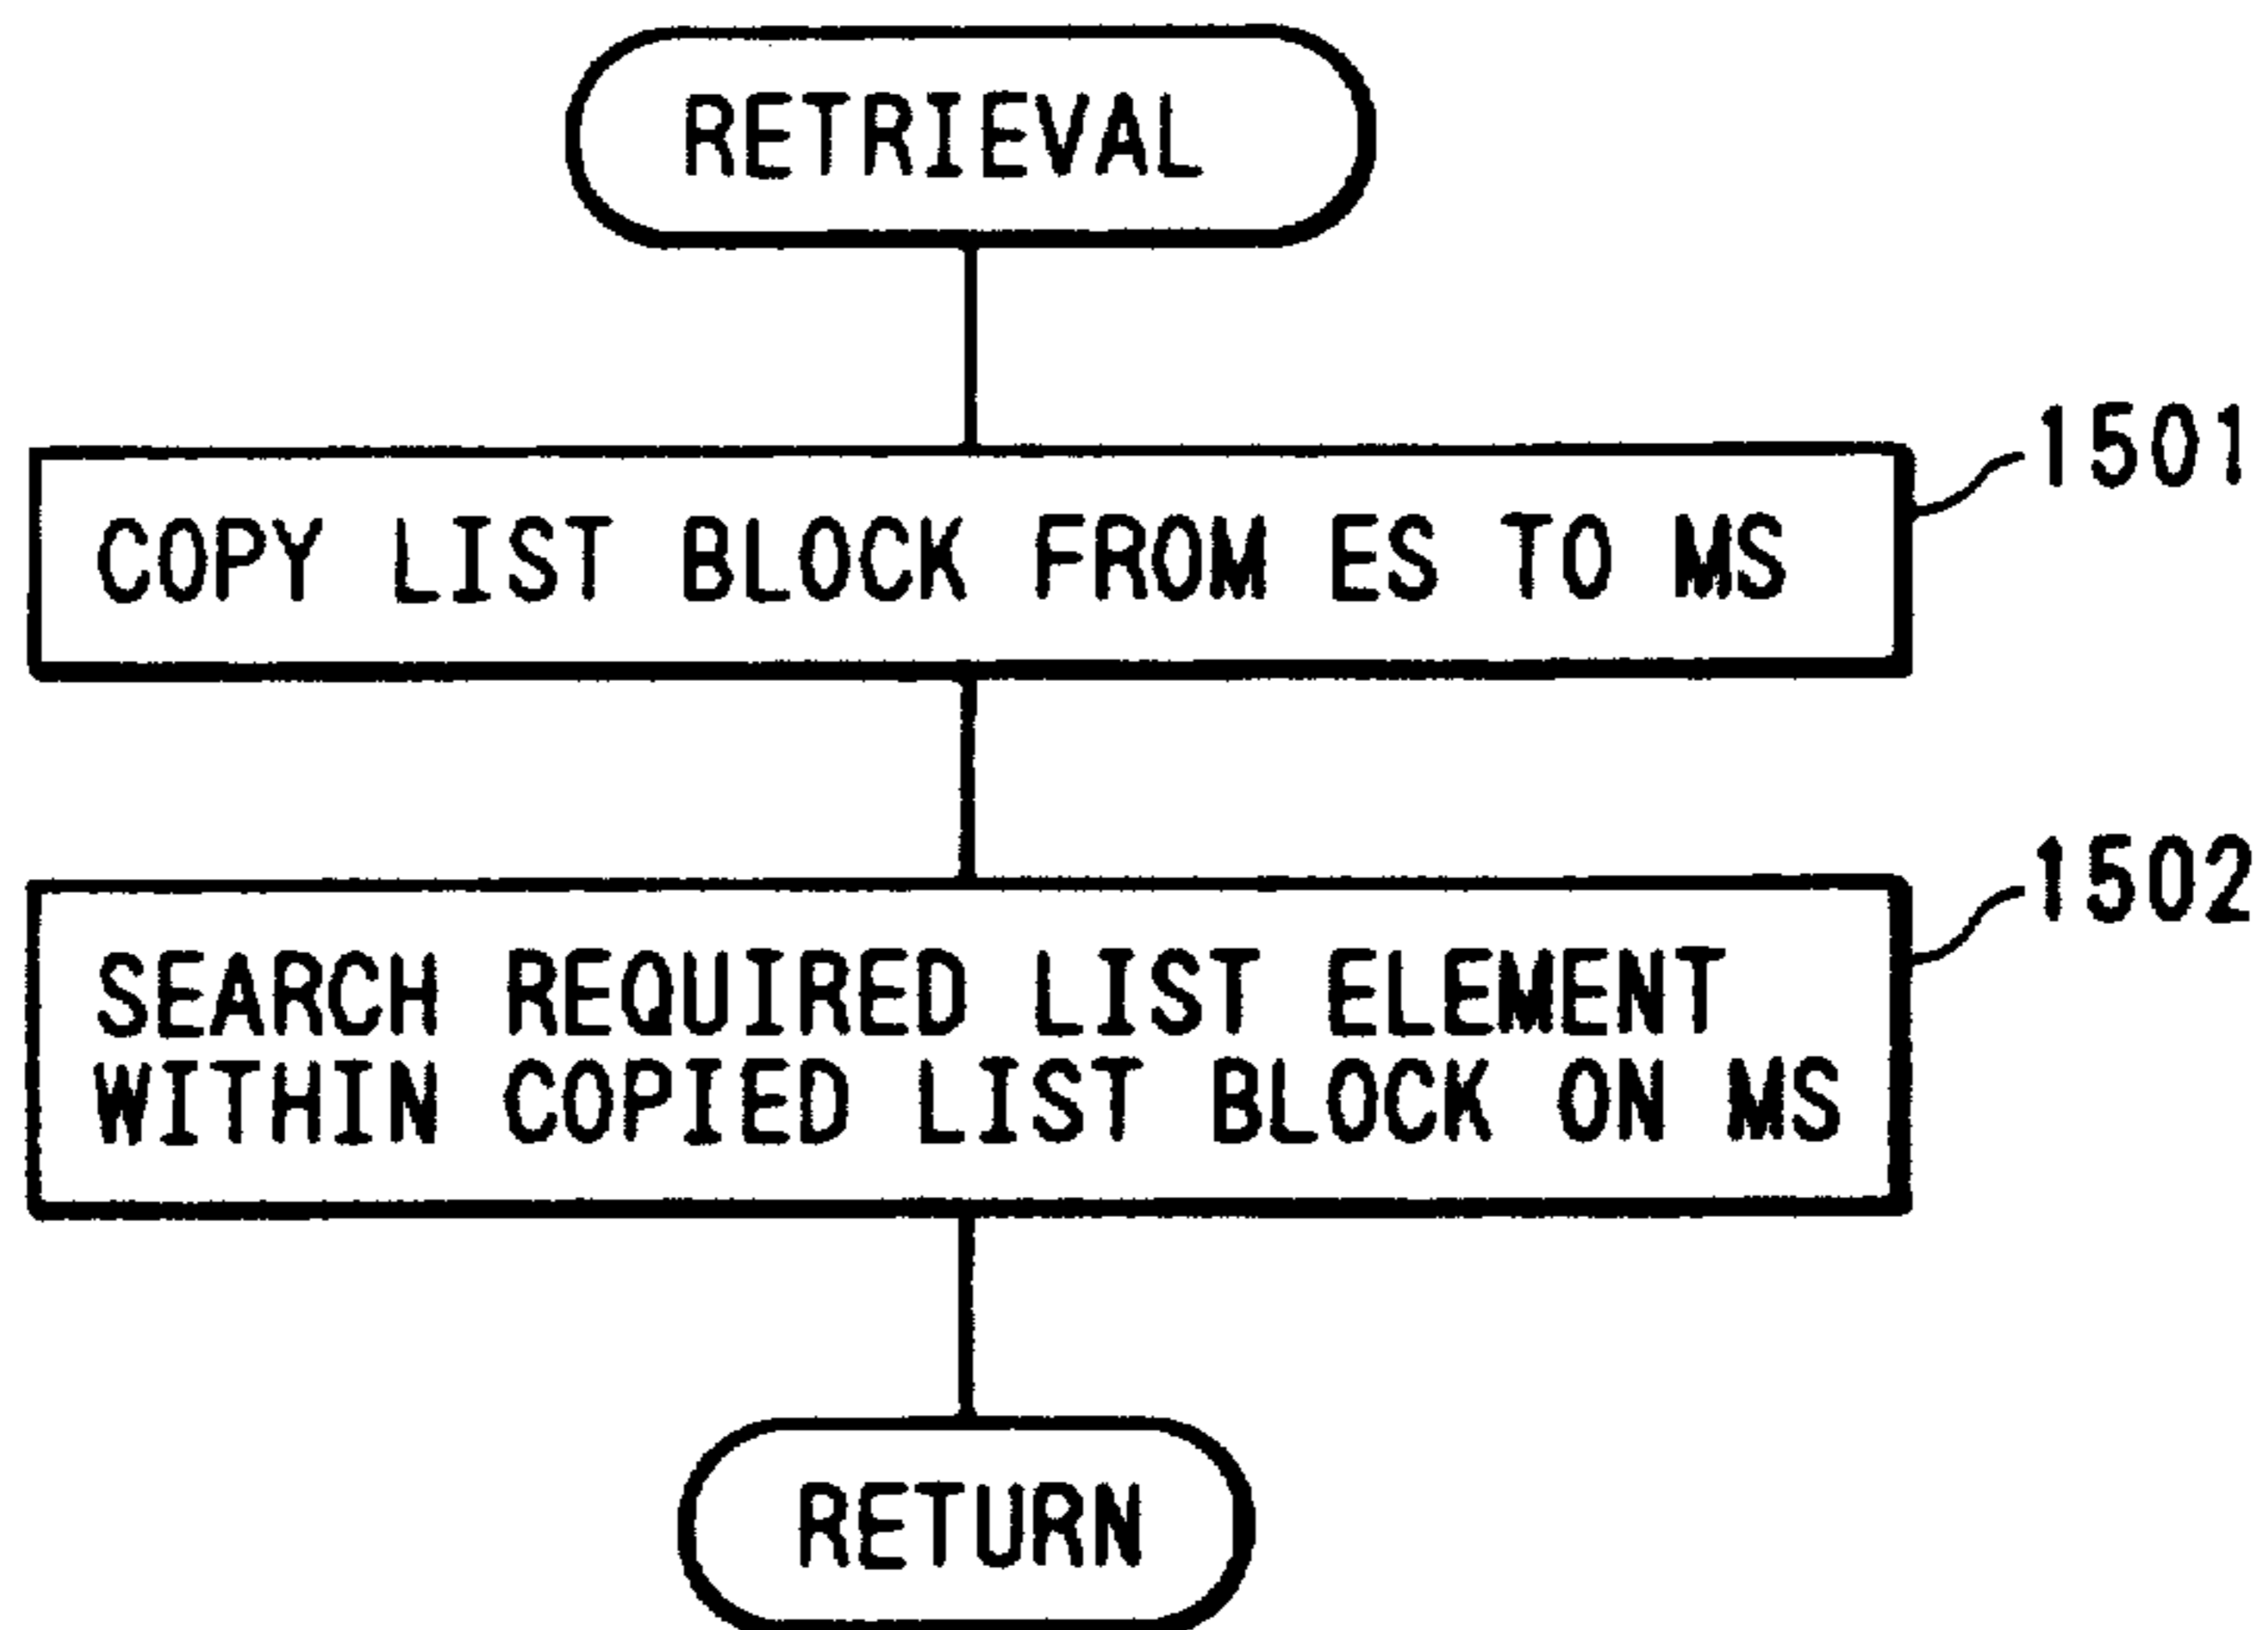 RETRIEVAL
1501
COPY LIST BLOCK FROM ES TO MS
1502
SEARCH REQUIRED LIST ELEMENT
WITHIN COPIED LIST BLOCK ON MS
RETURN